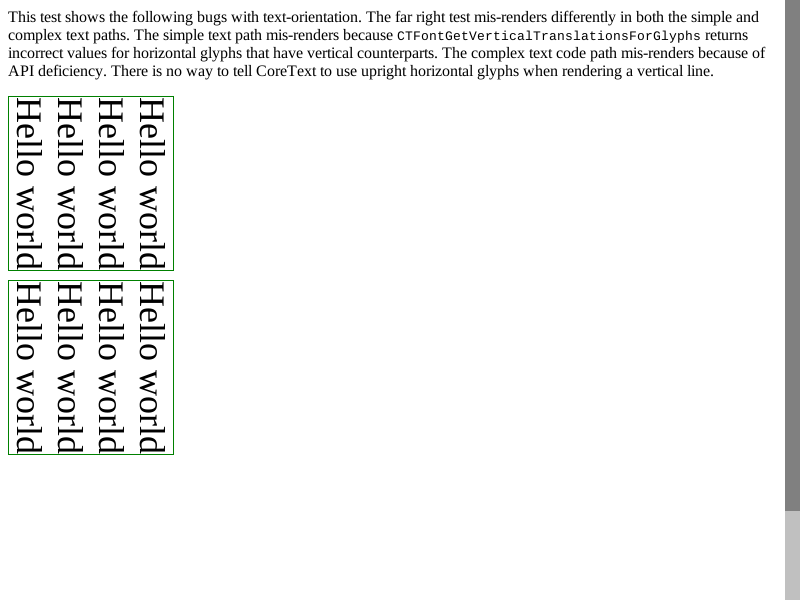 This test shows the following bugs with text-orientation. The far right test mis-renders differently in both the simple and
complex text paths. The simple text path mis-renders because CTFontGetVerticalTranslationsForGlyphs returns
incorrect values for horizontal glyphs that have vertical counterparts. The complex text code path mis-renders because of
API deficiency. There is no way to tell CoreText to use upright horizontal glyphs when rendering a vertical line.
Hello world
Hello world
Hello world
Hello world
Hello world
Hello world
Hello world
Hello world